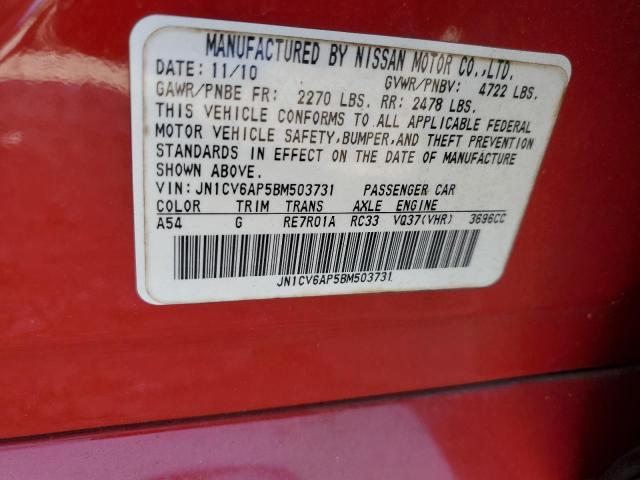 MANUFACTURED BY NISSAN MOTOR CO.,LTD.
DATE: 11/10 GVWR/PNBV: 4722 LBS.
GAWR/PNBE FR: 2270 LBS. RR: 2478 LBS.
THIS VEHICLE CONFORMS TO ALL APPLICABLE FEDERAL
MOTOR VEHICLE SAFETY,BUMPER,AND THEFT PREVENTION
STANDARDS IN EFFECT ON THE DATE OF MANUFACTURE
SHOWN ABOVE.
VIN: JN1CV6AP5BM503731 PASSENGER CAR
COLOR TRIM TRANS AXLE ENGINE
A54 G RE7R01A RC33 VQ37(VHR) 3696CC
JN1CV6AP5BM503731